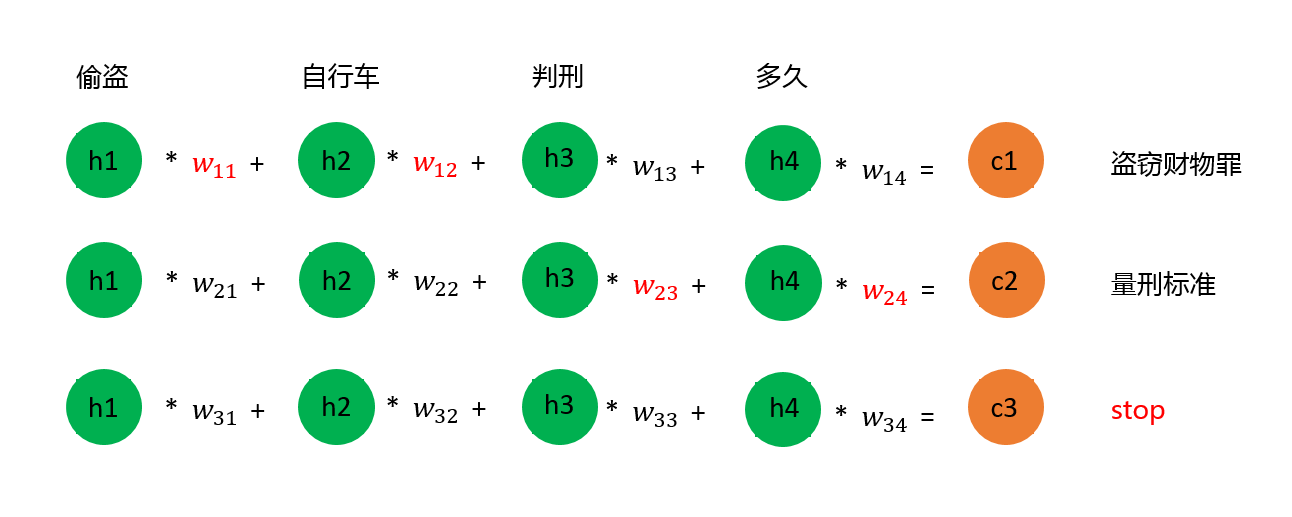 偷盗 自行车 判刑 多久
h1 * w₁₁ + h2 * w₁₂ + h3 * w₁₃ + h4 * w₁₄ = c1 盗窃财物罪
h1 * w₂₁ + h2 * w₂₂ + h3 * w₂₃ + h4 * w₂₄ = c2 量刑标准
h1 * w₃₁ + h2 * w₃₂ + h3 * w₃₃ + h4 * w₃₄ = c3 stop